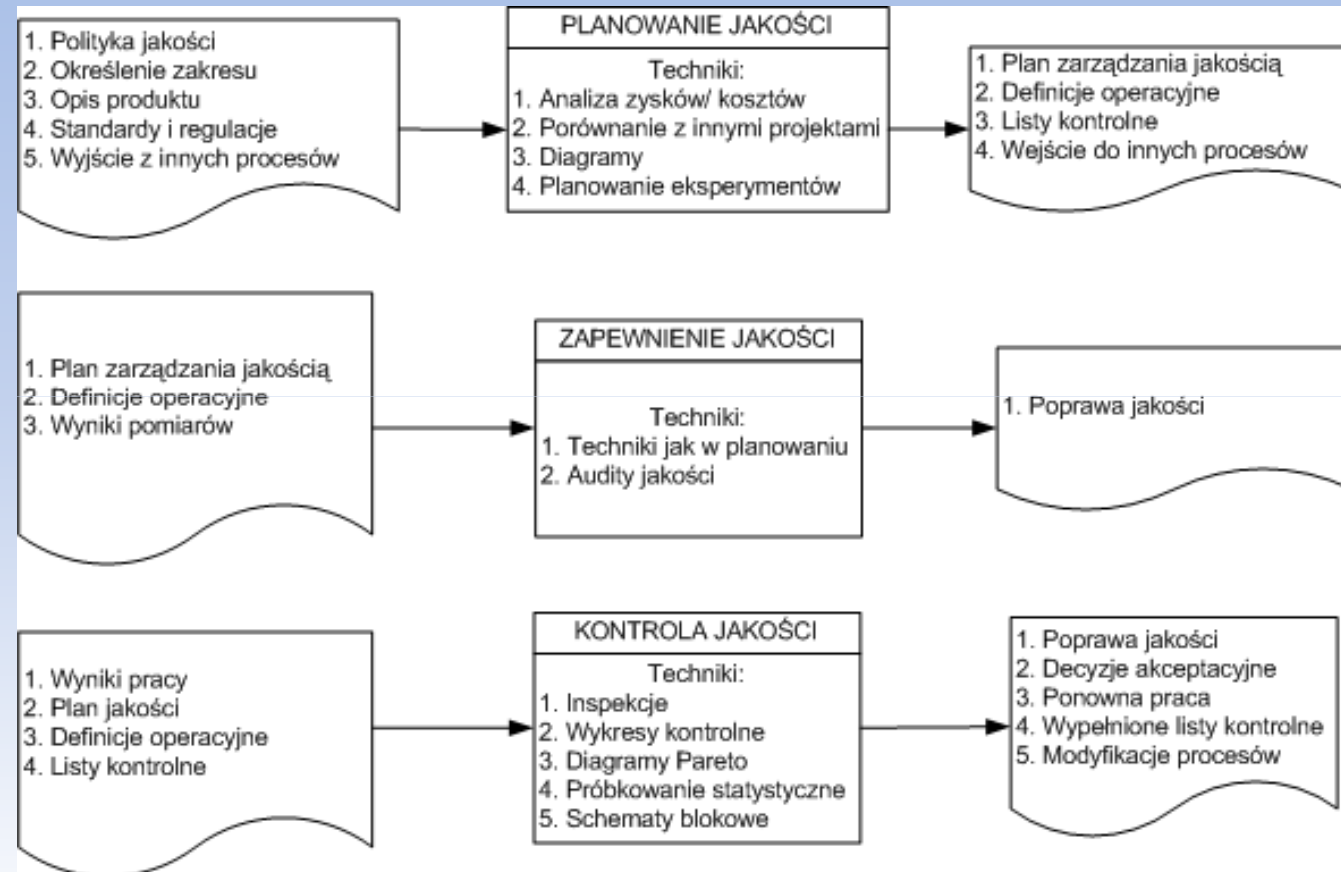 1. Polityka jakości
2. Określenie zakresu
3. Opis produktu
4. Standardy i regulacje
5. Wyjście z innych procesów
PLANOWANIE JAKOŚCI
Techniki:
1. Analiza zysków/ kosztów
2. Porównanie z innymi projektami
3. Diagramy
4. Planowanie eksperymentów
1. Plan zarządzania jakością
2. Definicje operacyjne
3. Listy kontrolne
4. Wejście do innych procesów
1. Plan zarządzania jakością
2. Definicje operacyjne
3. Wyniki pomiarów
ZAPEWNIENIE JAKOŚCI
Techniki:
1. Techniki jak w planowaniu
2. Audity jakości
1. Poprawa jakości
1. Wyniki pracy
2. Plan jakości
3. Definicje operacyjne
4. Listy kontrolne
KONTROLA JAKOŚCI
Techniki:
1. Inspekcje
2. Wykresy kontrolne
3. Diagramy Pareto
4. Próbkowanie statystyczne
5. Schematy blokowe
1. Poprawa jakości
2. Decyzje akceptacyjne
3. Ponowna praca
4. Wypełnione listy kontrolne
5. Modyfikacje procesów